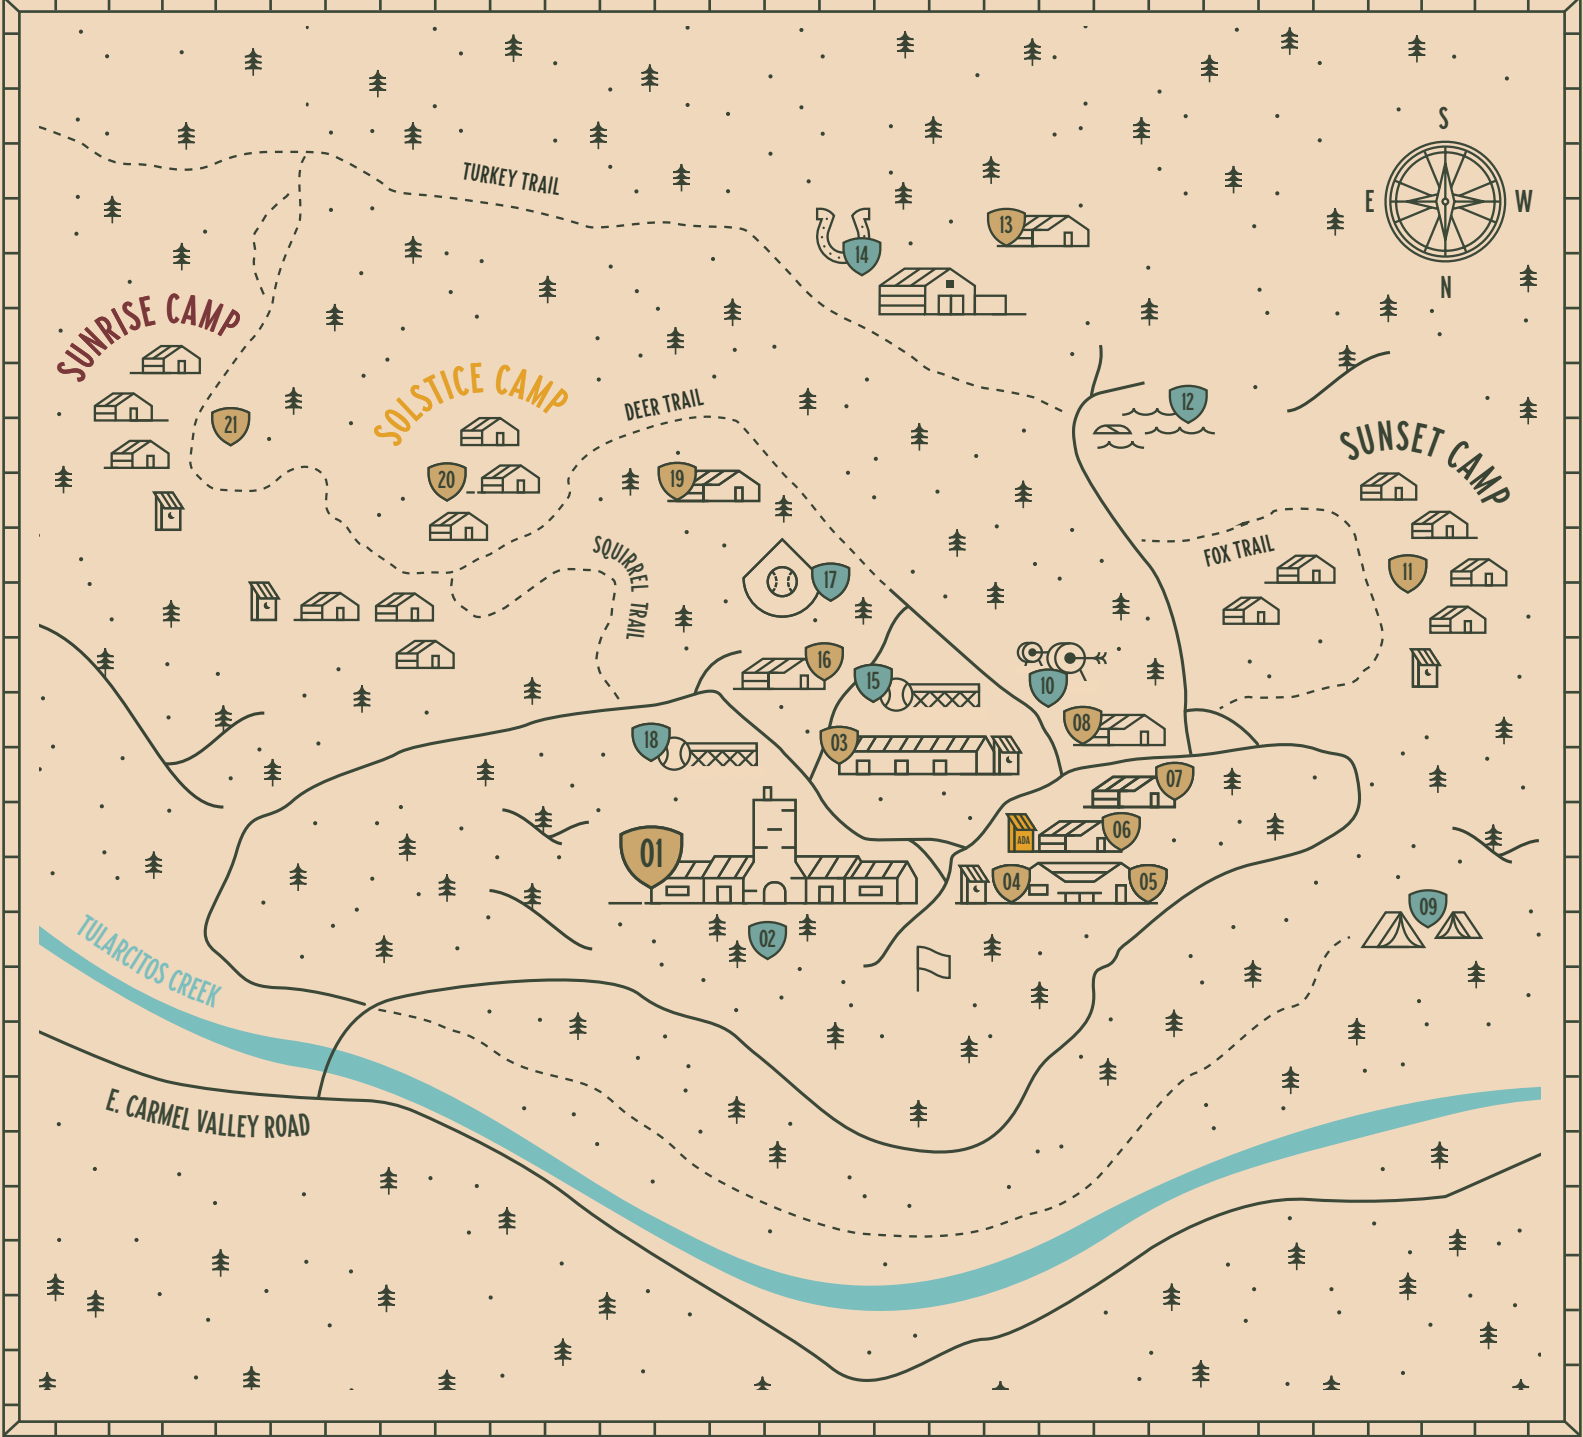 S
E
W
N
TURKEY TRAIL
13
14
SUNRISE CAMP
21
SOLSTICE CAMP
20
DEER TRAIL
19
12
SUNSET CAMP
11
FOX TRAIL
SQUIRREL TRAIL
17
16
15
10
08
18
03
07
01
ADA
06
04
05
02
09
TULARCITOS CREEK
E. CARMEL VALLEY ROAD